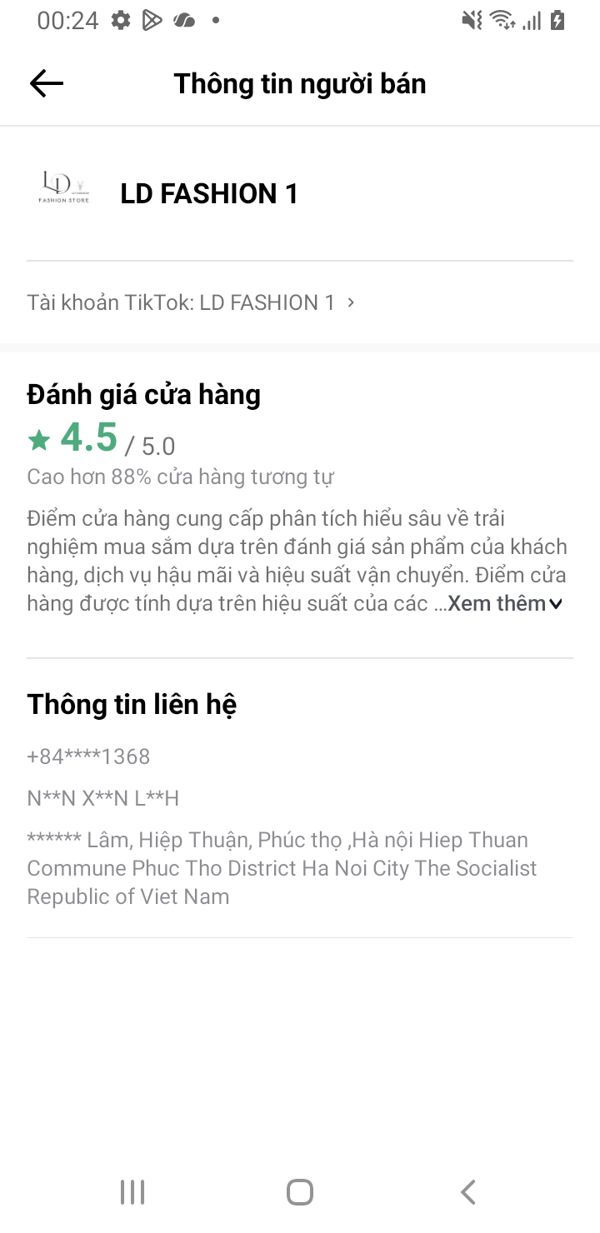 00:24
Thông tin người bán
LD
FASHION STORE
LD FASHION 1
Tài khoản TikTok: LD FASHION 1 >
Đánh giá cửa hàng
4.5 / 5.0
Cao hơn 88% cửa hàng tương tự
Điểm cửa hàng cung cấp phân tích hiểu sâu về trải
nghiệm mua sắm dựa trên đánh giá sản phẩm của khách
hàng, dịch vụ hậu mãi và hiệu suất vận chuyển. Điểm cửa
hàng được tính dựa trên hiệu suất của các ...Xem thêm
Thông tin liên hệ
+84****1368
N**N X**N L**H
****** Lâm, Hiệp Thuận, Phúc thọ ,Hà nội Hiep Thuan
Commune Phuc Tho District Ha Noi City The Socialist
Republic of Viet Nam